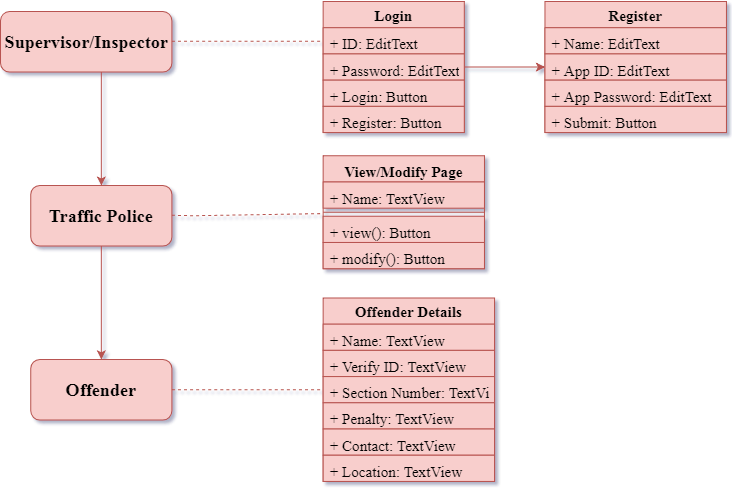 Supervisor/Inspector
Login
+ ID: EditText
+ Password: EditText
+ Login: Button
+ Register: Button
Register
+ Name: EditText
+ App ID: EditText
+ App Password: EditText
+ Submit: Button
Traffic Police
View/Modify Page
+ Name: TextView
+ view(): Button
+ modify(): Button
Offender
Offender Details
+ Name: TextView
+ Verify ID: TextView
+ Section Number: TextVi
+ Penalty: TextView
+ Contact: TextView
+ Location: TextView